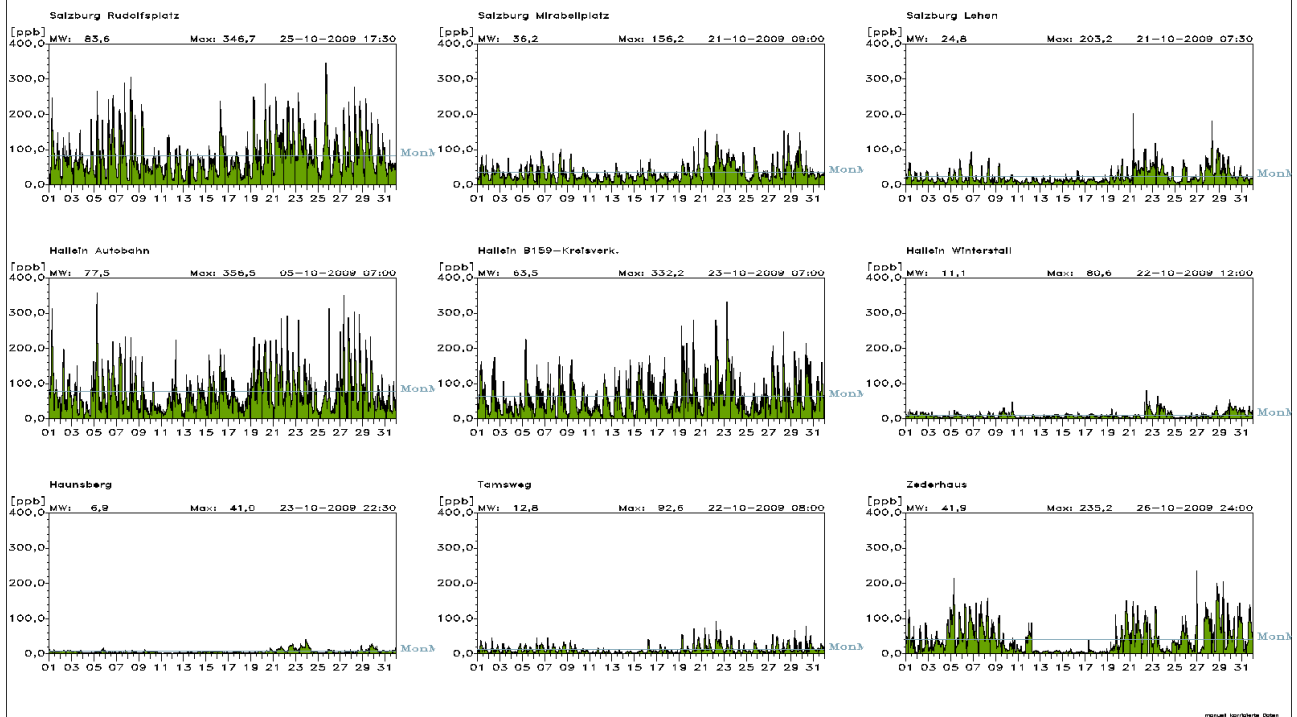 Salzburg Rudolfsplatz
[ppb] MW: 83,6 Max: 346,7 25-10-2009 17:30
400,0
300,0
200,0
100,0
0,0
MonM
01 03 05 07 09 11 13 15 17 19 21 23 25 27 29 31
Salzburg Mirabellplatz
[ppb] MW: 36,2 Max: 156,2 21-10-2009 09:00
400,0
300,0
200,0
100,0
0,0
MonM
01 03 05 07 09 11 13 15 17 19 21 23 25 27 29 31
Salzburg Lehen
[ppb] MW: 24,8 Max: 203,2 21-10-2009 07:30
400,0
300,0
200,0
100,0
0,0
MonM
01 03 05 07 09 11 13 15 17 19 21 23 25 27 29 31
Hallein Autobahn
[ppb] MW: 77,5 Max: 356,5 05-10-2009 07:00
400,0
300,0
200,0
100,0
0,0
MonM
01 03 05 07 09 11 13 15 17 19 21 23 25 27 29 31
Hallein B159-Kreisverk.
[ppb] MW: 63,5 Max: 332,2 23-10-2009 07:00
400,0
300,0
200,0
100,0
0,0
MonM
01 03 05 07 09 11 13 15 17 19 21 23 25 27 29 31
Hallein Winterstall
[ppb] MW: 11,1 Max: 80,6 22-10-2009 12:00
400,0
300,0
200,0
100,0
0,0
MonM
01 03 05 07 09 11 13 15 17 19 21 23 25 27 29 31
Haunsberg
[ppb] MW: 6,9 Max: 41,0 23-10-2009 22:30
400,0
300,0
200,0
100,0
0,0
MonM
01 03 05 07 09 11 13 15 17 19 21 23 25 27 29 31
Tamsweg
[ppb] MW: 12,8 Max: 92,6 22-10-2009 08:00
400,0
300,0
200,0
100,0
0,0
MonM
01 03 05 07 09 11 13 15 17 19 21 23 25 27 29 31
Zederhaus
[ppb] MW: 41,9 Max: 235,2 26-10-2009 24:00
400,0
300,0
200,0
100,0
0,0
MonM
01 03 05 07 09 11 13 15 17 19 21 23 25 27 29 31
manuell korrigierte Daten